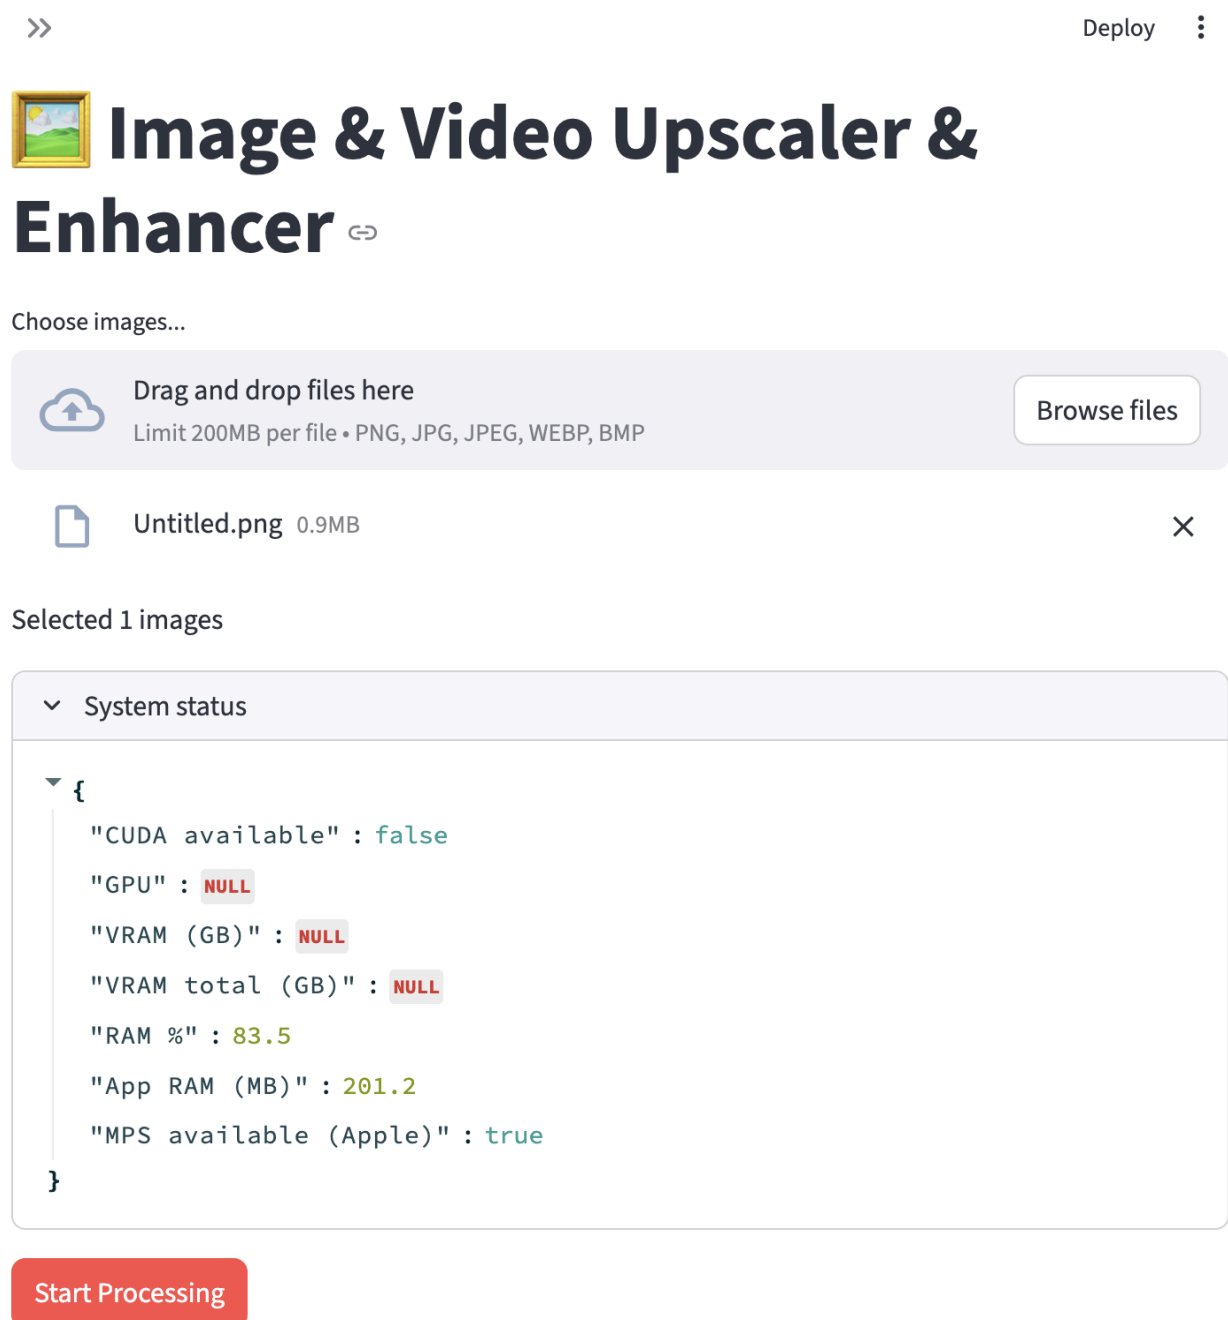 Deploy
Image & Video Upscaler &
Enhancer
Choose images...
Drag and drop files here
Limit 200MB per file • PNG, JPG, JPEG, WEBP, BMP
Browse files
Untitled.png 0.9MB
Selected 1 images
System status
{
"CUDA available" : false
"GPU" : NULL
"VRAM (GB)" : NULL
"VRAM total (GB)" : NULL
"RAM %" : 83.5
"App RAM (MB)" : 201.2
"MPS available (Apple)" : true
}
Start Processing